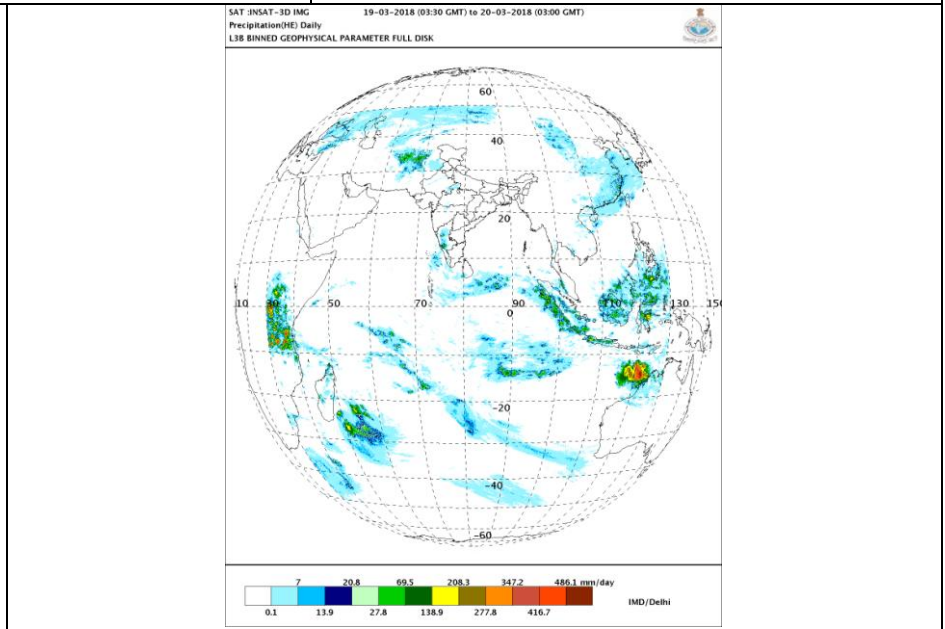 SAT :INSAT-3D IMG 19-03-2018 (03:30 GMT) to 20-03-2018 (03:00 GMT)
Precipitation(HE) Daily
L3B BINNED GEOPHYSICAL PARAMETER FULL DISK
60
40
20
10 30 50 70 90 110 130 150
0
-20
-40
-60
7 20.8 69.5 208.3 347.2 486.1 mm/day
0.1 13.9 27.8 138.9 277.8 416.7
IMD/Delhi